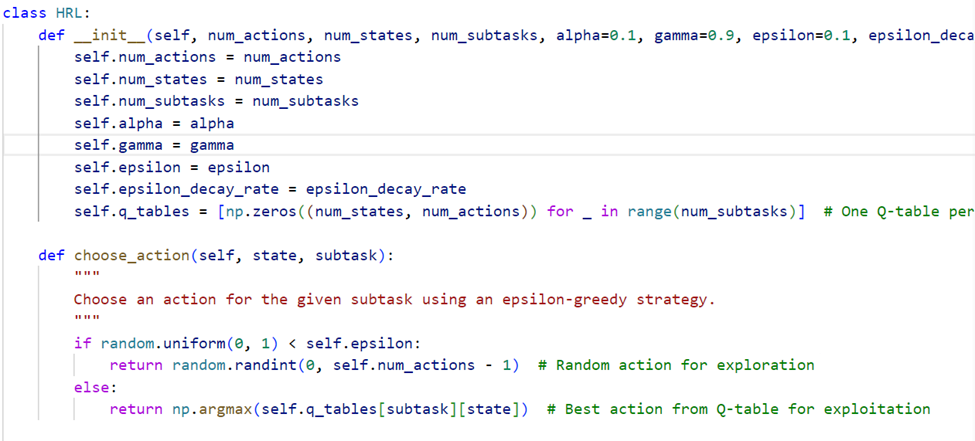 class HRL:
    def __init__(self, num_actions, num_states, num_subtasks, alpha=0.1, gamma=0.9, epsilon=0.1, epsilon_deca
        self.num_actions = num_actions
        self.num_states = num_states
        self.num_subtasks = num_subtasks
        self.alpha = alpha
        self.gamma = gamma
        self.epsilon = epsilon
        self.epsilon_decay_rate = epsilon_decay_rate
        self.q_tables = [np.zeros((num_states, num_actions)) for _ in range(num_subtasks)]  # One Q-table per
    def choose_action(self, state, subtask):
        """
        Choose an action for the given subtask using an epsilon-greedy strategy.
        """
        if random.uniform(0, 1) < self.epsilon:
            return random.randint(0, self.num_actions - 1)  # Random action for exploration
        else:
            return np.argmax(self.q_tables[subtask][state])  # Best action from Q-table for exploitation